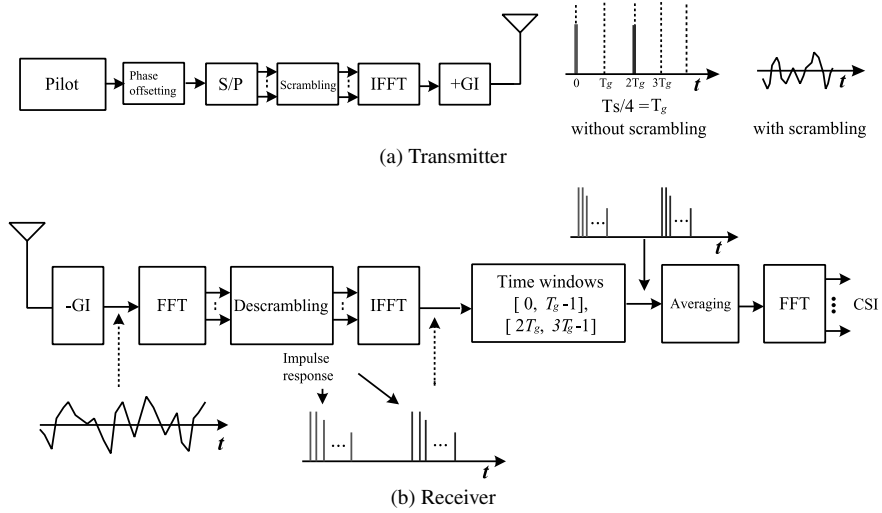 Pilot
Phase
offsetting
S/P
Scrambling
IFFT
+GI
0 Tg 2Tg 3Tg t
Ts/4 = Tg
without scrambling
t
with scrambling
(a) Transmitter
-GI
FFT
Descrambling
IFFT
Time windows
[ 0, Tg-1],
[ 2Tg, 3Tg-1]
... ... t
Averaging
FFT
CSI
Impulse
response
t
... ... t
(b) Receiver